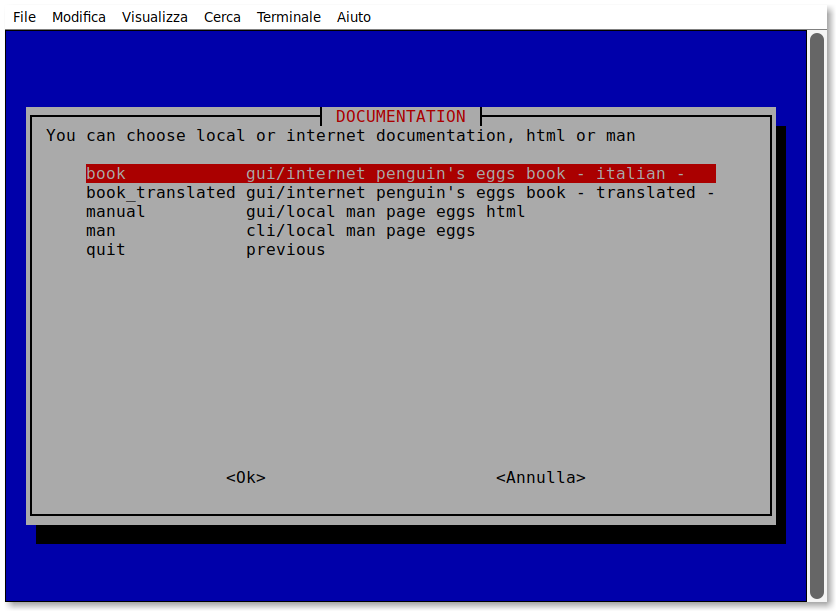 File Modifica Visualizza Cerca Terminale Aiuto
DOCUMENTATION
You can choose local or internet documentation, html or man
book gui/internet penguin's eggs book - italian -
book_translated gui/internet penguin's eggs book - translated -
manual gui/local man page eggs html
man cli/local man page eggs
quit previous
<Ok> <Annulla>